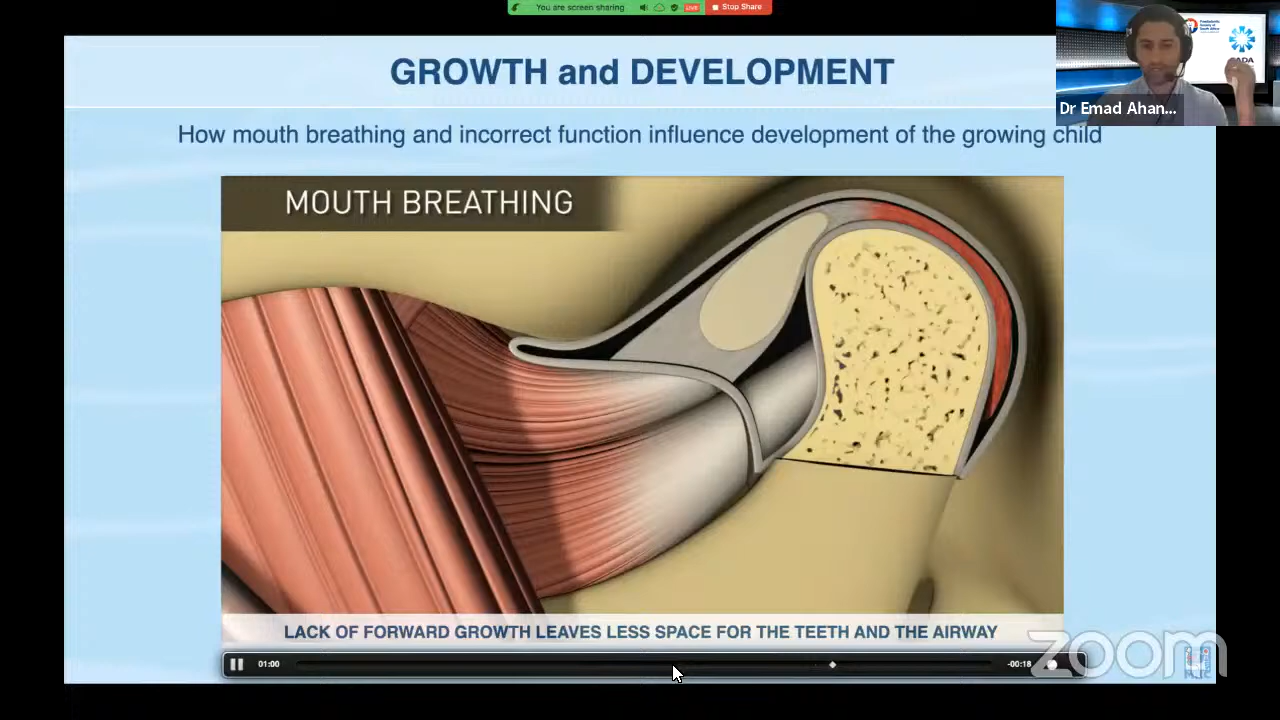 You are screen sharing
LIVE
Stop Share
GROWTH and DEVELOPMENT
Dr Emad Ahan...
How mouth breathing and incorrect function influence development of the growing child
MOUTH BREATHING
LACK OF FORWARD GROWTH LEAVES LESS SPACE FOR THE TEETH AND THE AIRWAY
01:00
-00:18
zoom